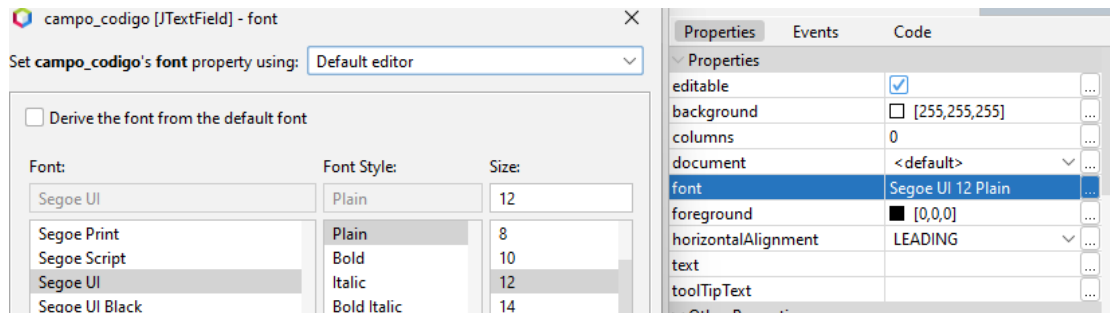 campo_codigo [JTextField] - font
Set campo_codigo's font property using: Default editor
Derive the font from the default font
Font: Font Style: Size:
Segoe UI Plain 12
Segoe Print Plain 8
Segoe Script Bold 10
Segoe UI Italic 12
Segoe UI Black Bold Italic 14
Properties Events Code
Properties
editable
background [255,255,255] ...
columns 0 ...
document <default> ...
font Segoe UI 12 Plain ...
foreground [0,0,0] ...
horizontalAlignment LEADING ...
text ...
toolTipText ...